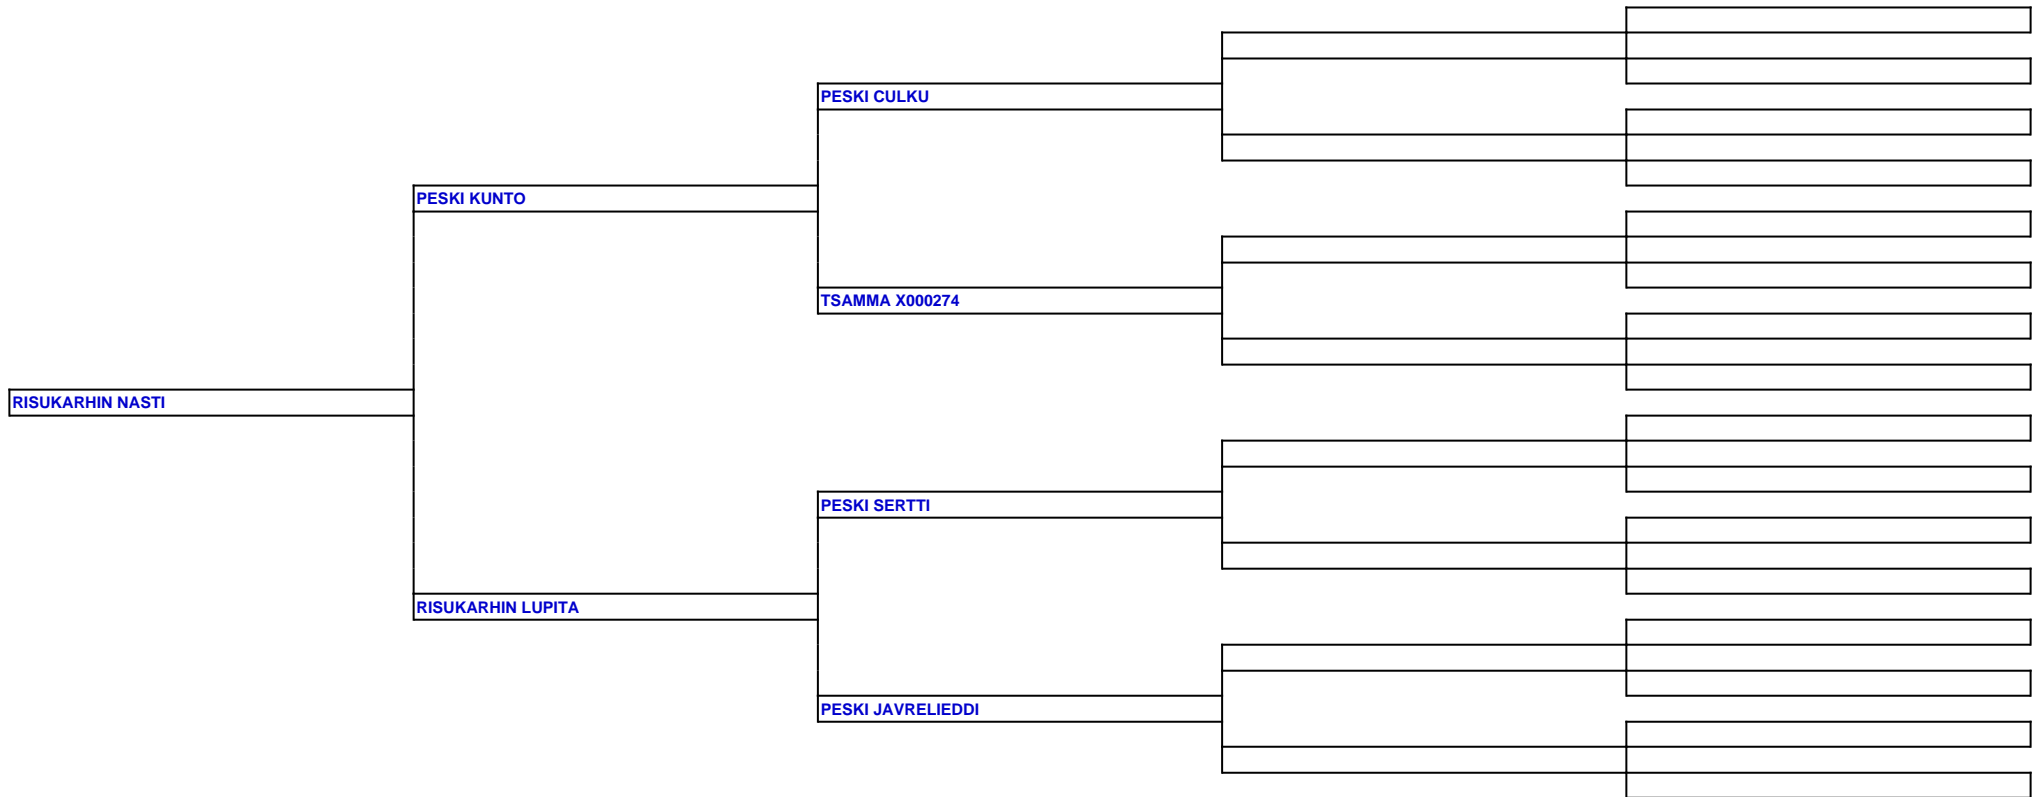 PESKI CULKU
PESKI KUNTO
TSAMMA X000274
RISUKARHIN NASTI
PESKI SERTTI
RISUKARHIN LUPITA
PESKI JAVRELIEDDI